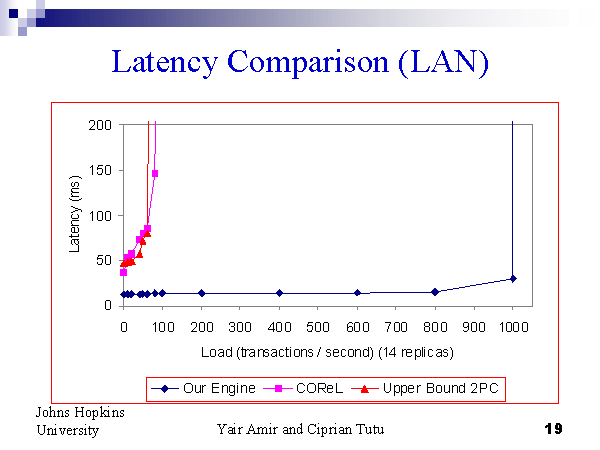 Latency Comparison (LAN)
200
150
100
50
0
Latency (ms)
0 100 200 300 400 500 600 700 800 900 1000
Load (transactions / second) (14 replicas)
Our Engine COReL Upper Bound 2PC
Johns Hopkins
University
Yair Amir and Ciprian Tutu
19